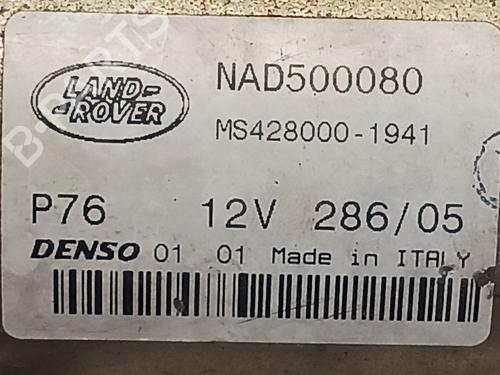 LAND-
-ROVER
NAD500080
MS428000-1941
P76 12V 286/05
DENSO 01 01 Made in ITALY